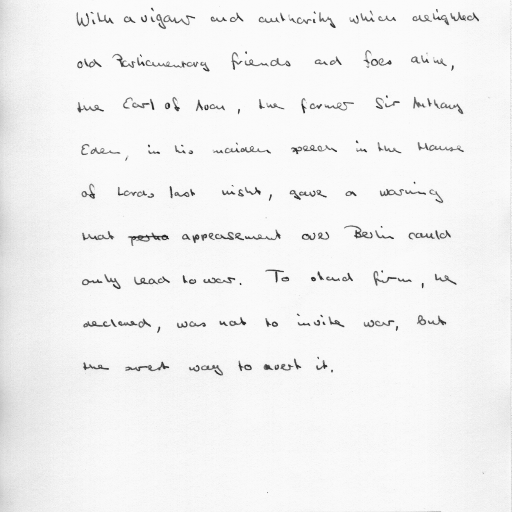 With a vigour and authority which delighted
old Parliamentary friends and foes alike,
the Earl of Avon, the former Sir Anthony
Eden, in his maiden speech in the House
of Lords last night, gave a warning
that appeasement over Berlin could
only lead to war. To stand firm, he
declared, was not to invite war, but
the surest way to avert it.